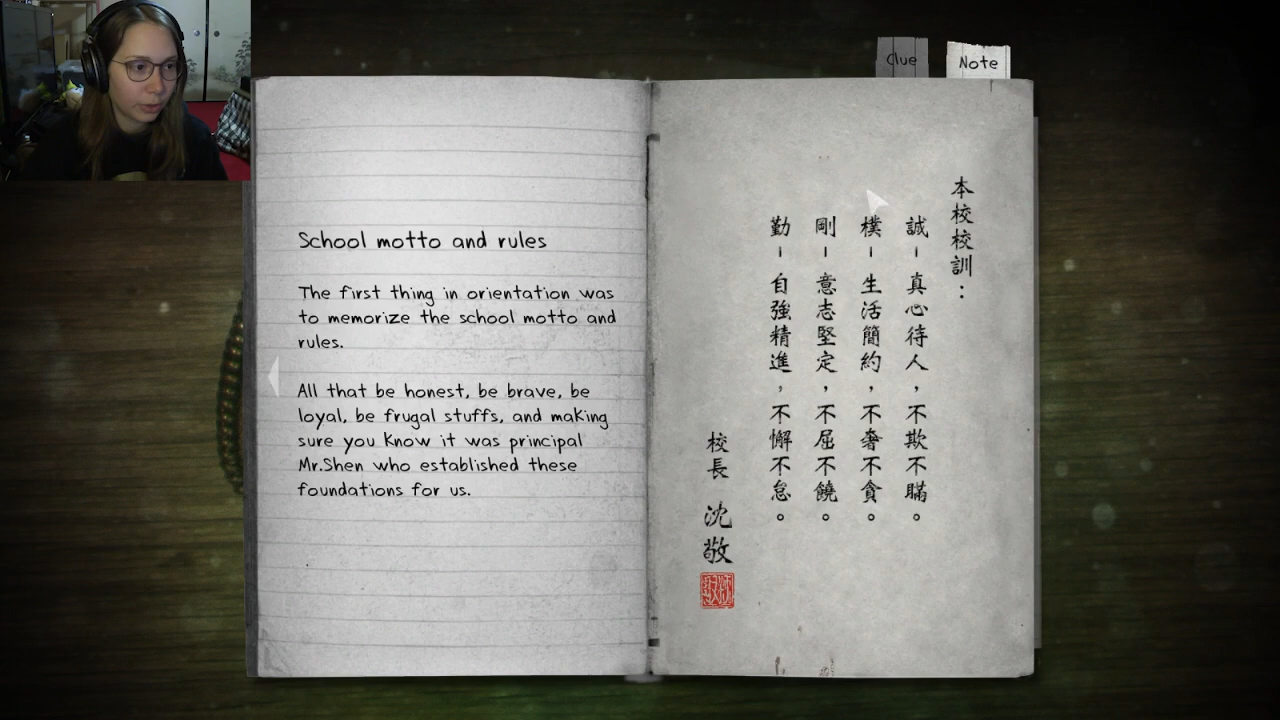 Clue
Note
School motto and rules
The first thing in orientation was
to memorize the school motto and
rules.
All that be honest, be brave, be
loyal, be frugal stuffs, and making
sure you know it was principal
Mr.Shen who established these
foundations for us.
本校校訓：
誠－真心待人，不欺不瞞。
樸－生活簡約，不奢不貪。
剛－意志堅定，不屈不饒。
勤－自強精進，不懈不怠。
校長 沈敬